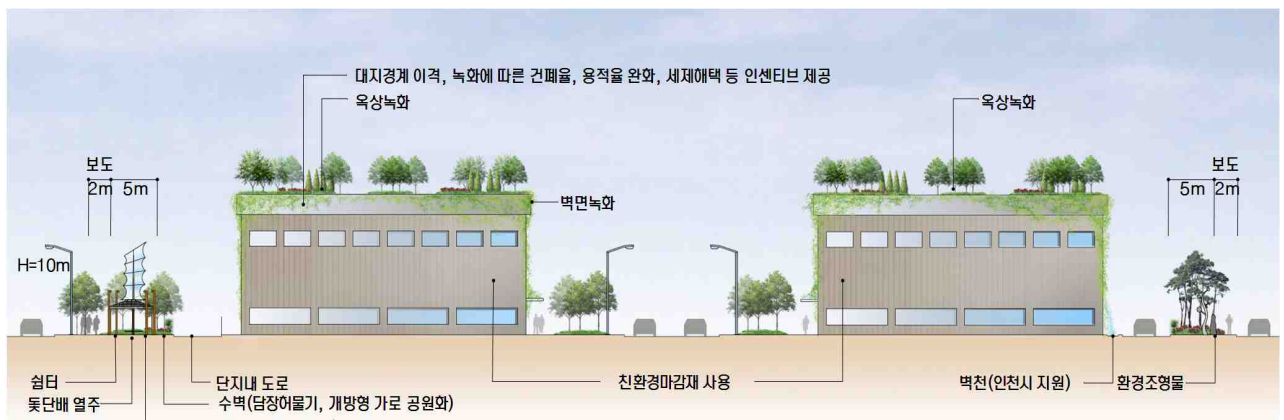 대지경계 이격, 녹화에 따른 건폐율, 용적율 완화, 세제해택 등 인센티브 제공
옥상녹화
옥상녹화
보도
2m 5m
보도
5m 2m
벽면녹화
H=10m
쉼터
단지내 도로
친환경마감재 사용
벽천(인천시 지원)
환경조형물
돛단배 열주
수벽(담장허물기, 개방형 가로 공원화)